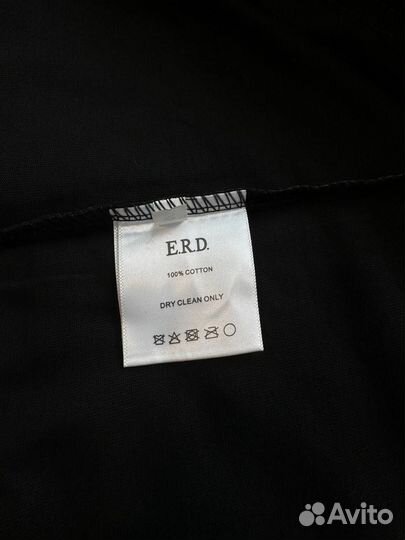 E.R.D.
100% COTTON
DRY CLEAN ONLY
Avito